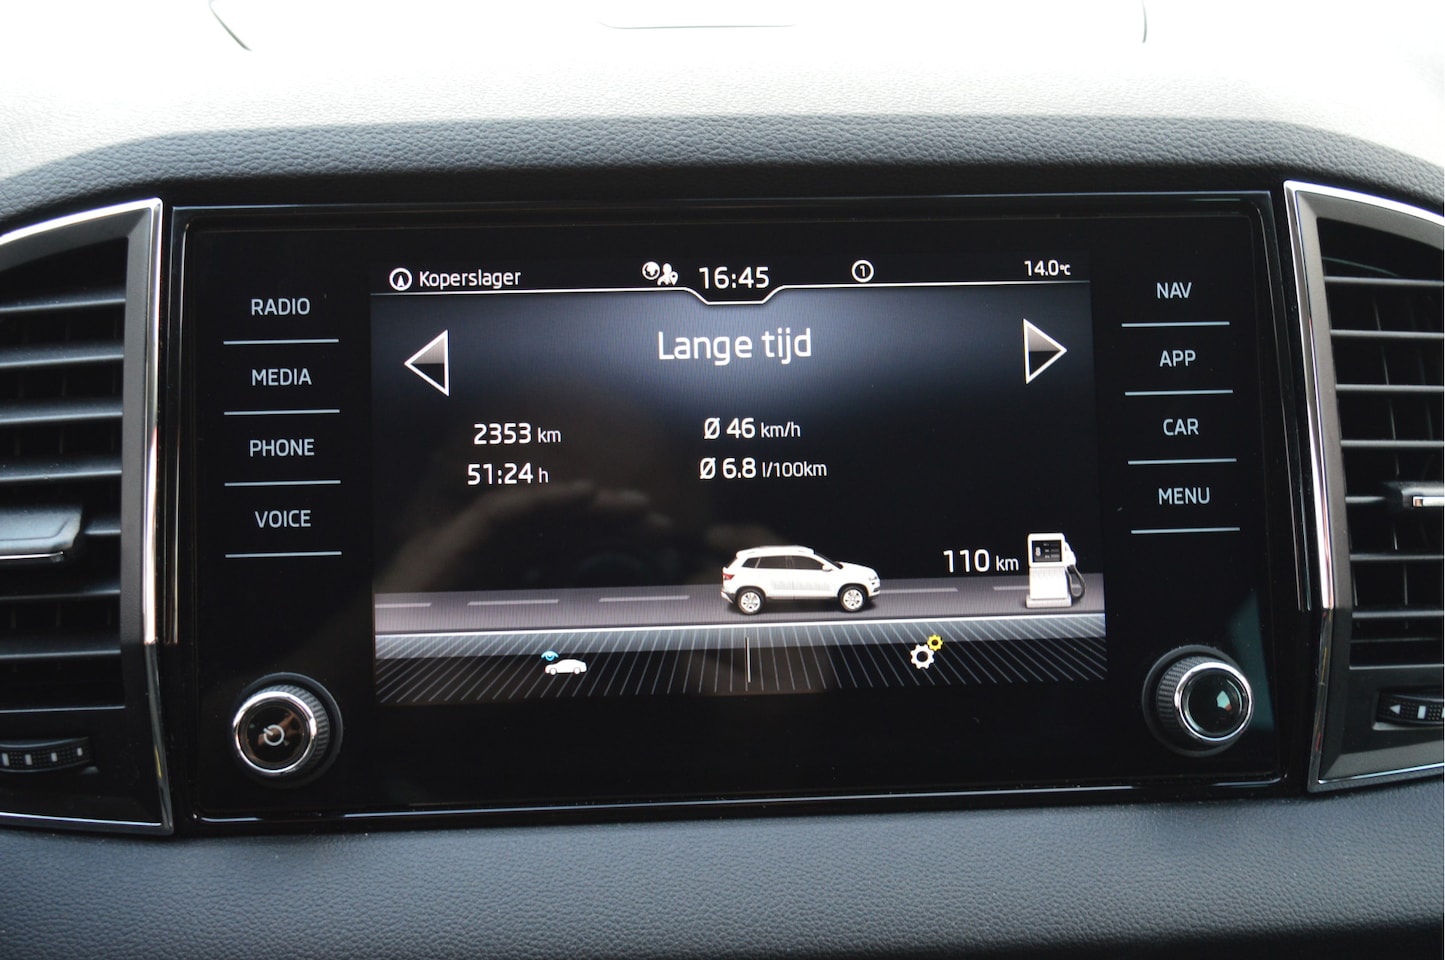 Koperslager 16:45 1 14.0°C
Lange tijd
2353 km Ø 46 km/h
51:24 h Ø 6.8 l/100km
110 km
RADIO
MEDIA
PHONE
VOICE
NAV
APP
CAR
MENU